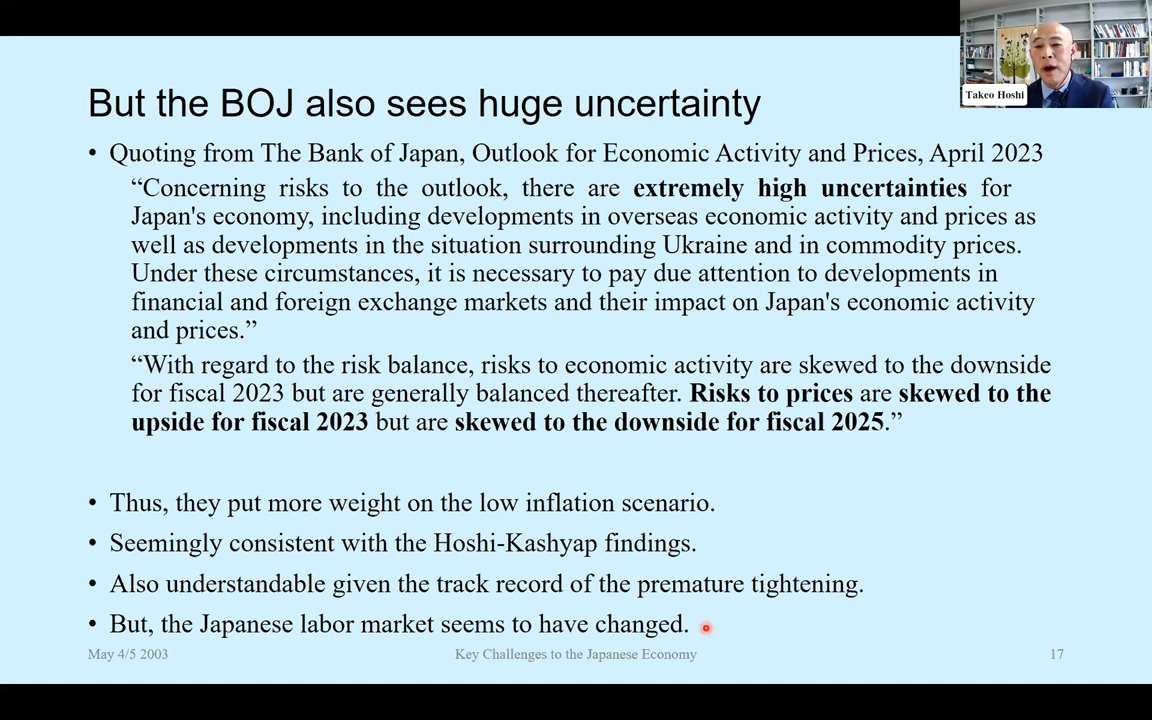 But the BOJ also sees huge uncertainty
Takeo Hoshi
• Quoting from The Bank of Japan, Outlook for Economic Activity and Prices, April 2023
“Concerning risks to the outlook, there are extremely high uncertainties for
Japan's economy, including developments in overseas economic activity and prices as
well as developments in the situation surrounding Ukraine and in commodity prices.
Under these circumstances, it is necessary to pay due attention to developments in
financial and foreign exchange markets and their impact on Japan's economic activity
and prices.”
“With regard to the risk balance, risks to economic activity are skewed to the downside
for fiscal 2023 but are generally balanced thereafter. Risks to prices are skewed to the
upside for fiscal 2023 but are skewed to the downside for fiscal 2025.”
• Thus, they put more weight on the low inflation scenario.
• Seemingly consistent with the Hoshi-Kashyap findings.
• Also understandable given the track record of the premature tightening.
• But, the Japanese labor market seems to have changed.
May 4/5 2003
Key Challenges to the Japanese Economy
17